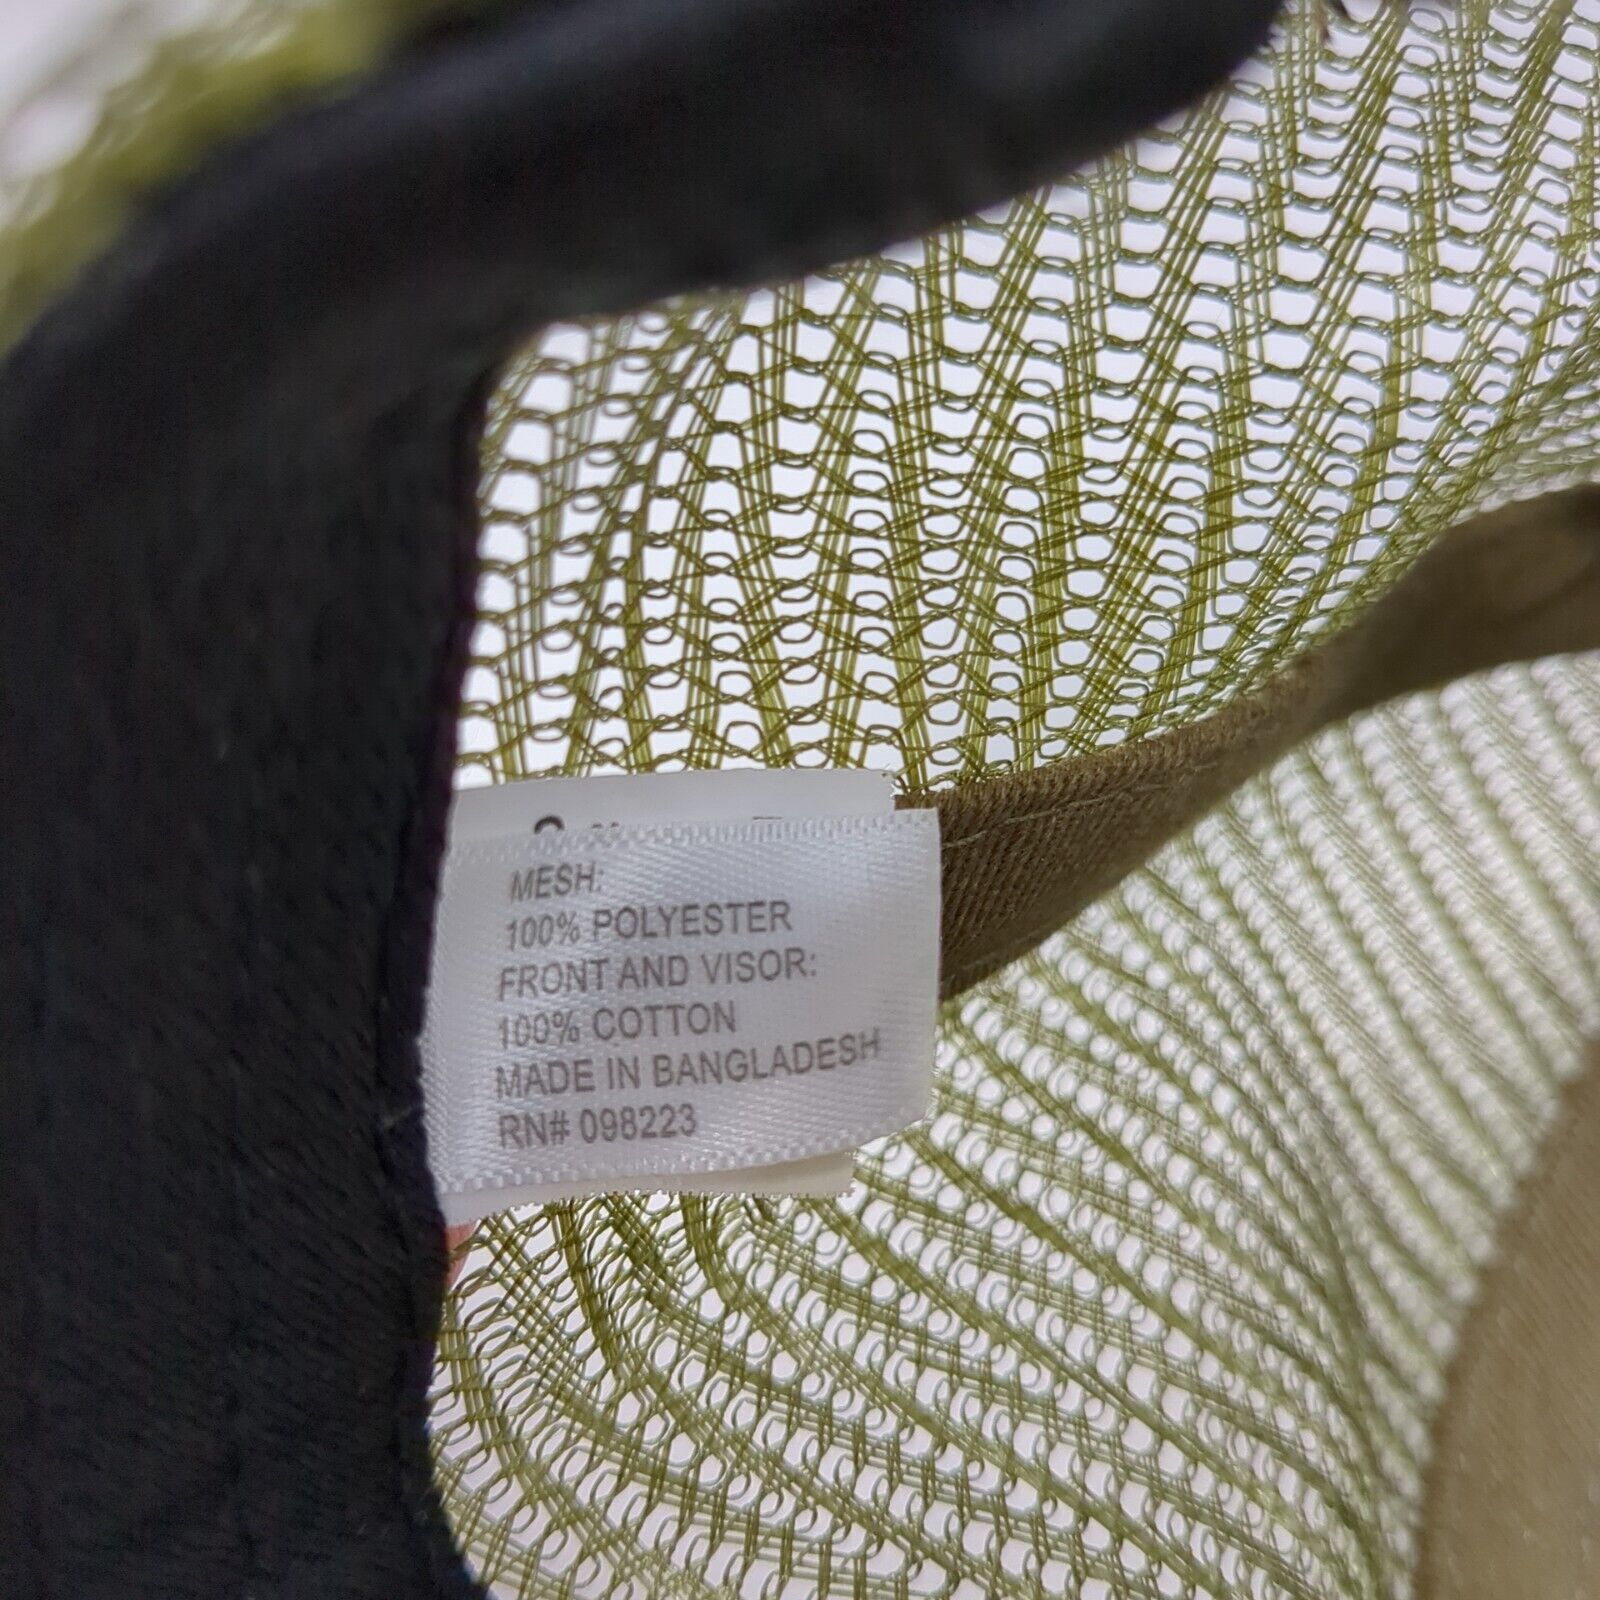 MESH:
100% POLYESTER
FRONT AND VISOR:
100% COTTON
MADE IN BANGLADESH
RN# 098223